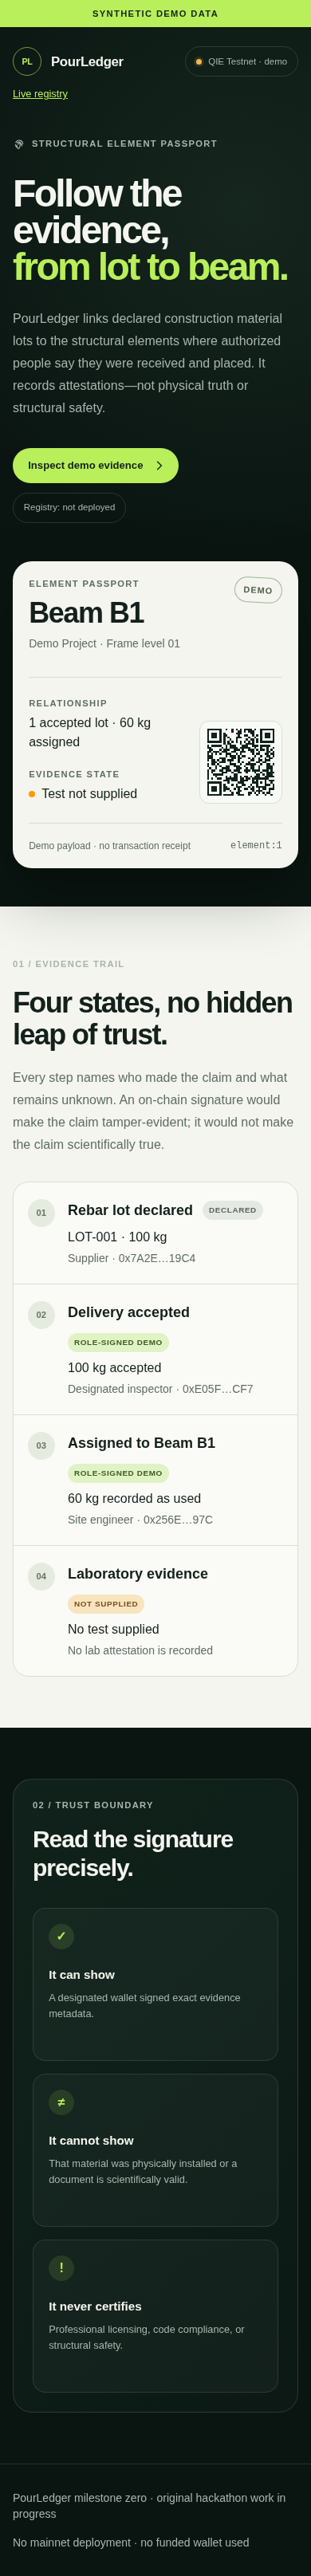 SYNTHETIC DEMO DATA
PL
PourLedger
QIE Testnet · demo
Live registry
STRUCTURAL ELEMENT PASSPORT
Follow the
evidence,
from lot to beam.
PourLedger links declared construction material
lots to the structural elements where authorized
people say they were received and placed. It
records attestations—not physical truth or
structural safety.
Inspect demo evidence
Registry: not deployed
ELEMENT PASSPORT
DEMO
Beam B1
Demo Project · Frame level 01
RELATIONSHIP
1 accepted lot · 60 kg
assigned
EVIDENCE STATE
Test not supplied
Demo payload · no transaction receipt
element:1
01 / EVIDENCE TRAIL
Four states, no hidden
leap of trust.
Every step names who made the claim and what
remains unknown. An on-chain signature would
make the claim tamper-evident; it would not make
the claim scientifically true.
01
Rebar lot declared
DECLARED
LOT-001 · 100 kg
Supplier · 0x7A2E…19C4
02
Delivery accepted
ROLE-SIGNED DEMO
100 kg accepted
Designated inspector · 0xE05F…CF7
03
Assigned to Beam B1
ROLE-SIGNED DEMO
60 kg recorded as used
Site engineer · 0x256E…97C
04
Laboratory evidence
NOT SUPPLIED
No test supplied
No lab attestation is recorded
02 / TRUST BOUNDARY
Read the signature
precisely.
✓
It can show
A designated wallet signed exact evidence
metadata.
≠
It cannot show
That material was physically installed or a
document is scientifically valid.
!
It never certifies
Professional licensing, code compliance, or
structural safety.
PourLedger milestone zero · original hackathon work in
progress
No mainnet deployment · no funded wallet used